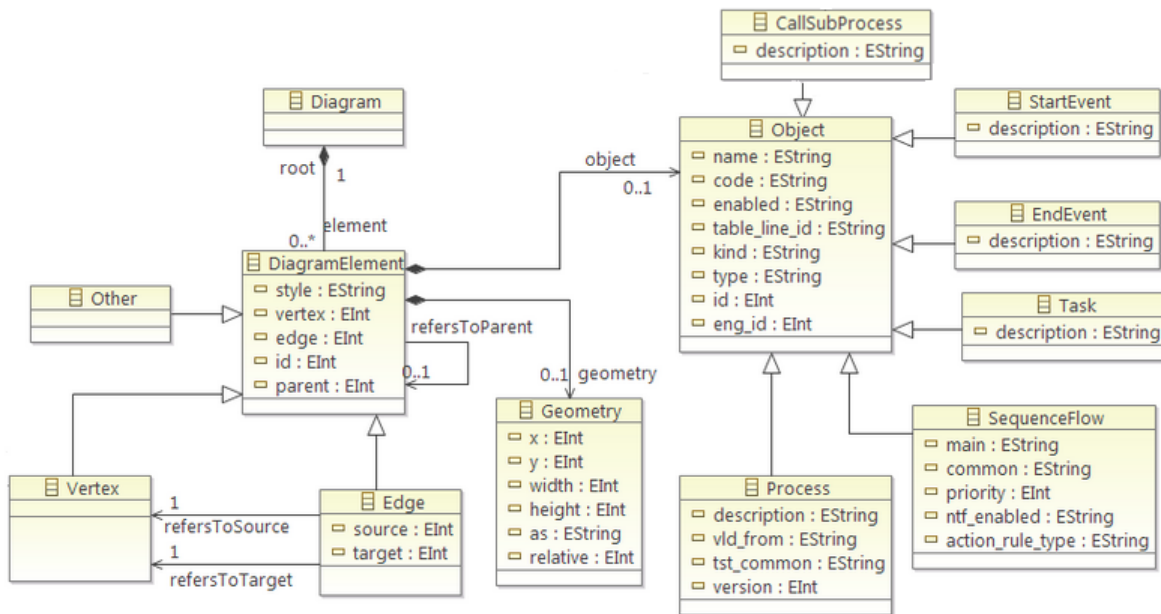 CallSubProcess
description : EString
Diagram
root
1
element
0..*
object
0..1
Object
name : EString
code : EString
enabled : EString
table_line_id : EString
kind : EString
type : EString
id : EInt
eng_id : EInt
StartEvent
description : EString
EndEvent
description : EString
Task
description : EString
DiagramElement
style : EString
vertex : EInt
edge : EInt
id : EInt
parent : EInt
Other
refersToParent
0..1
0..1
geometry
Geometry
x : EInt
y : EInt
width : EInt
height : EInt
as : EString
relative : EInt
SequenceFlow
main : EString
common : EString
priority : EInt
ntf_enabled : EString
action_rule_type : EString
Vertex
1
refersToSource
1
refersToTarget
Edge
source : EInt
target : EInt
Process
description : EString
vld_from : EString
tst_common : EString
version : EInt